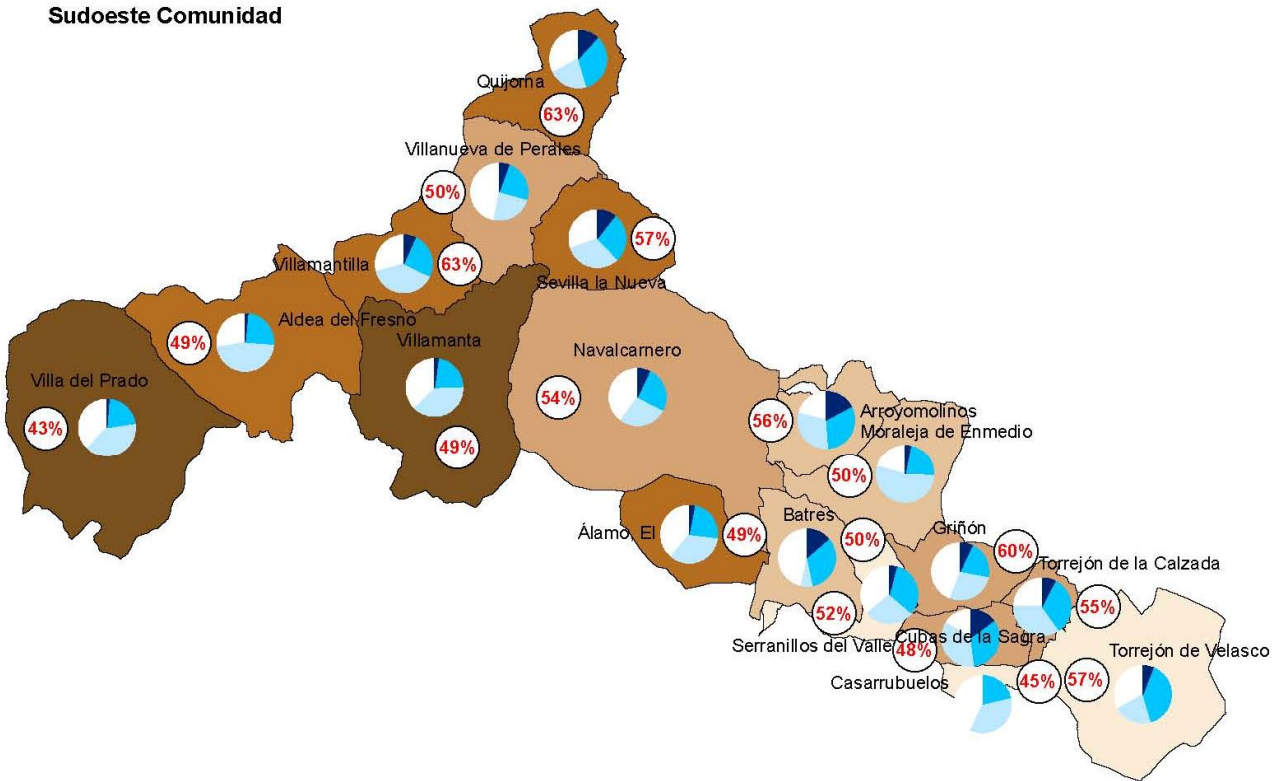 Sudoeste Comunidad
Quijorna
63%
Villanueva de Perales
50%
57%
Villamantilla
63%
Sevilla la Nueva
Aldea del Fresno
49%
Villamanta
Navalcarnero
Villa del Prado
54%
43%
49%
56%
Arroyomolinos
Moraleja de Enmedio
50%
Batres
Álamo, El
49%
50%
Griñón
60%
Torrejón de la Calzada
55%
52%
Serranillos del Valle
48%
Cubas de la Sagra
Torrejón de Velasco
Casarrubuelos
45%
57%